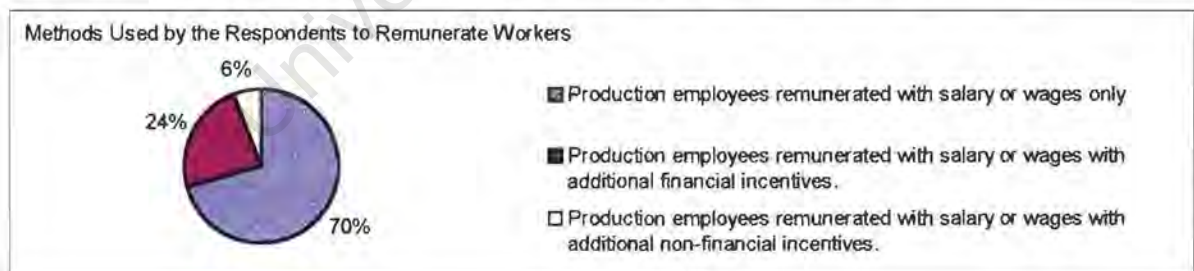 Methods Used by the Respondents to Remunerate Workers
6%
24%
70%
Production employees remunerated with salary or wages only
Production employees remunerated with salary or wages with
additional financial incentives.
Production employees remunerated with salary or wages with
additional non-financial incentives.